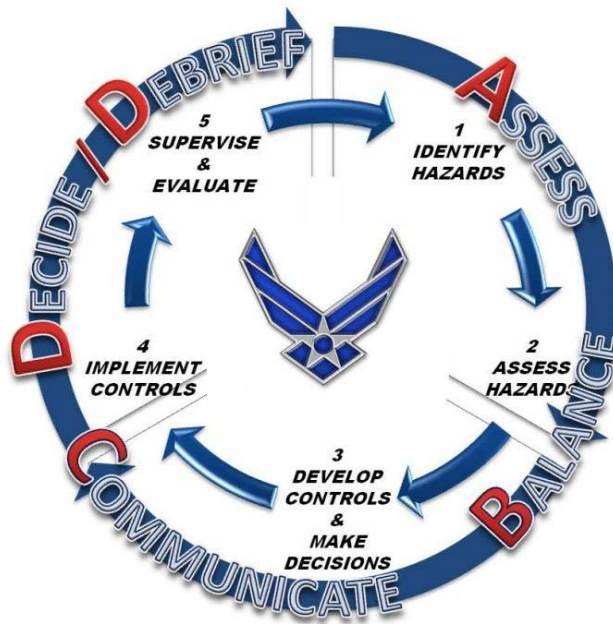 ASSESS
BALANCE
COMMUNICATE
DECIDE / DEBRIEF
1
IDENTIFY
HAZARDS
2
ASSESS
HAZARDS
3
DEVELOP
CONTROLS
&
MAKE
DECISIONS
4
IMPLEMENT
CONTROLS
5
SUPERVISE
&
EVALUATE